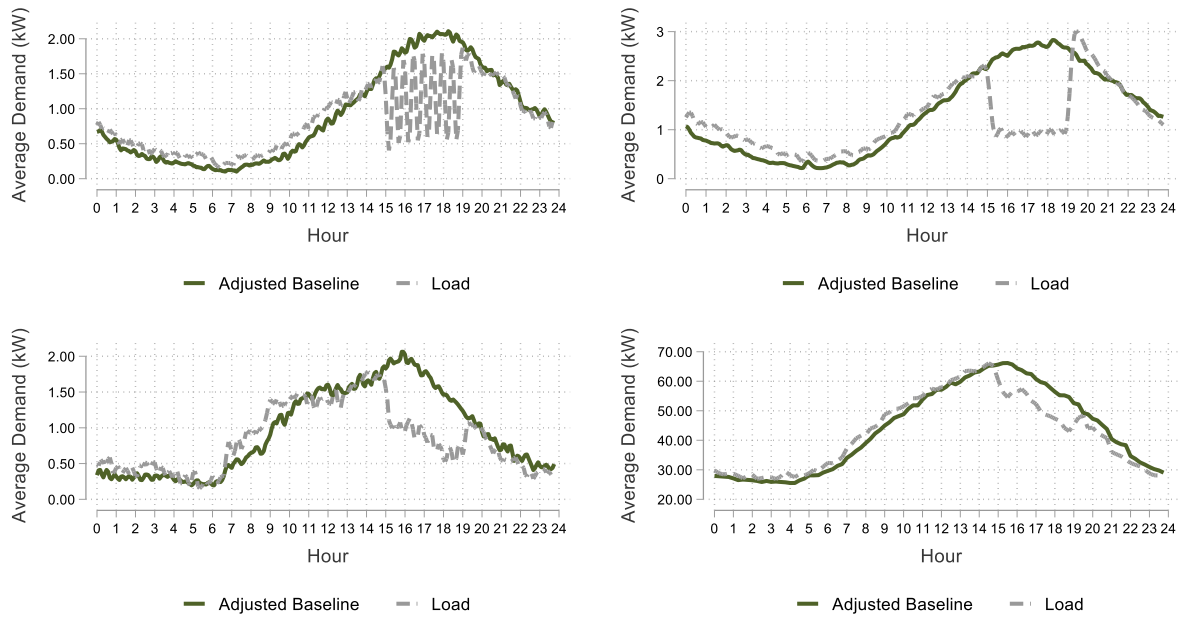 Average Demand (kW)
2.00
1.50
1.00
0.50
0.00
0 1 2 3 4 5 6 7 8 9 10 11 12 13 14 15 16 17 18 19 20 21 22 23 24
Hour
Adjusted Baseline Load
Average Demand (kW)
3
2
1
0
0 1 2 3 4 5 6 7 8 9 10 11 12 13 14 15 16 17 18 19 20 21 22 23 24
Hour
Adjusted Baseline Load
Average Demand (kW)
2.00
1.50
1.00
0.50
0.00
0 1 2 3 4 5 6 7 8 9 10 11 12 13 14 15 16 17 18 19 20 21 22 23 24
Hour
Adjusted Baseline Load
Average Demand (kW)
70.00
60.00
50.00
40.00
30.00
20.00
0 1 2 3 4 5 6 7 8 9 10 11 12 13 14 15 16 17 18 19 20 21 22 23 24
Hour
Adjusted Baseline Load